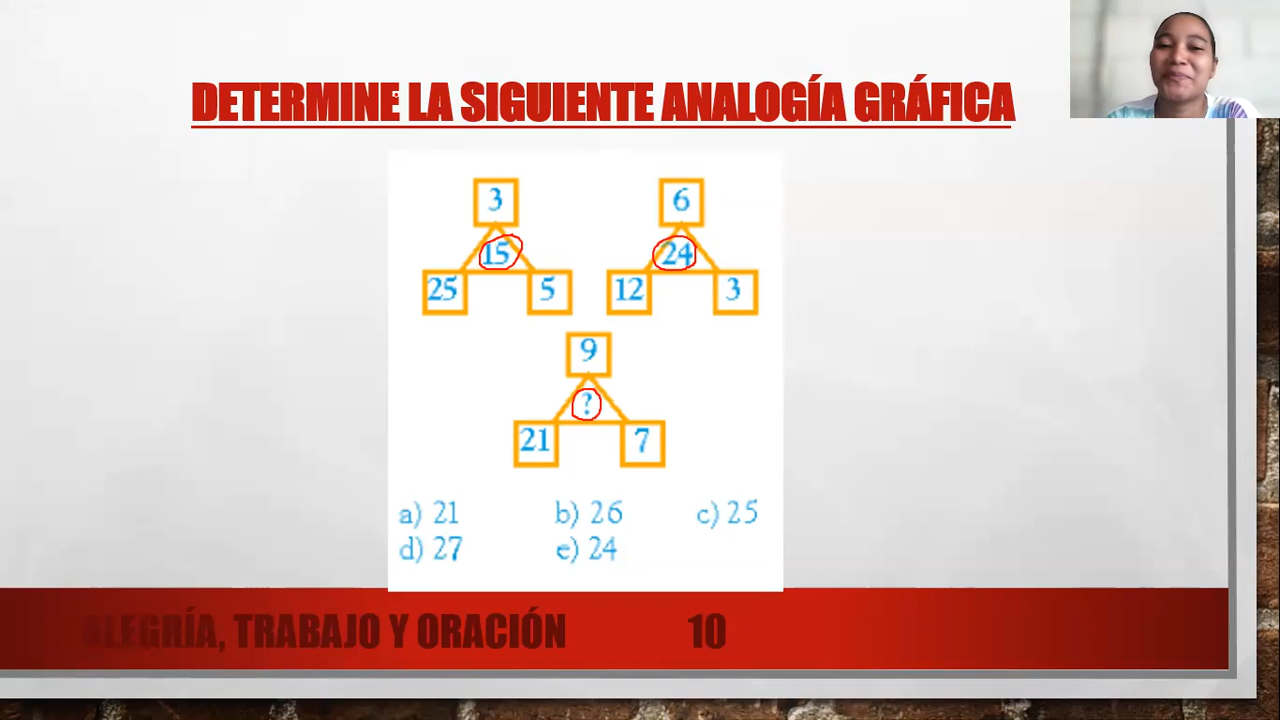 DETERMINE LA SIGUIENTE ANALOGÍA GRÁFICA
3
15
25 5
6
24
12 3
9
?
21 7
a) 21 b) 26 c) 25
d) 27 e) 24
ALEGRÍA, TRABAJO Y ORACIÓN 10